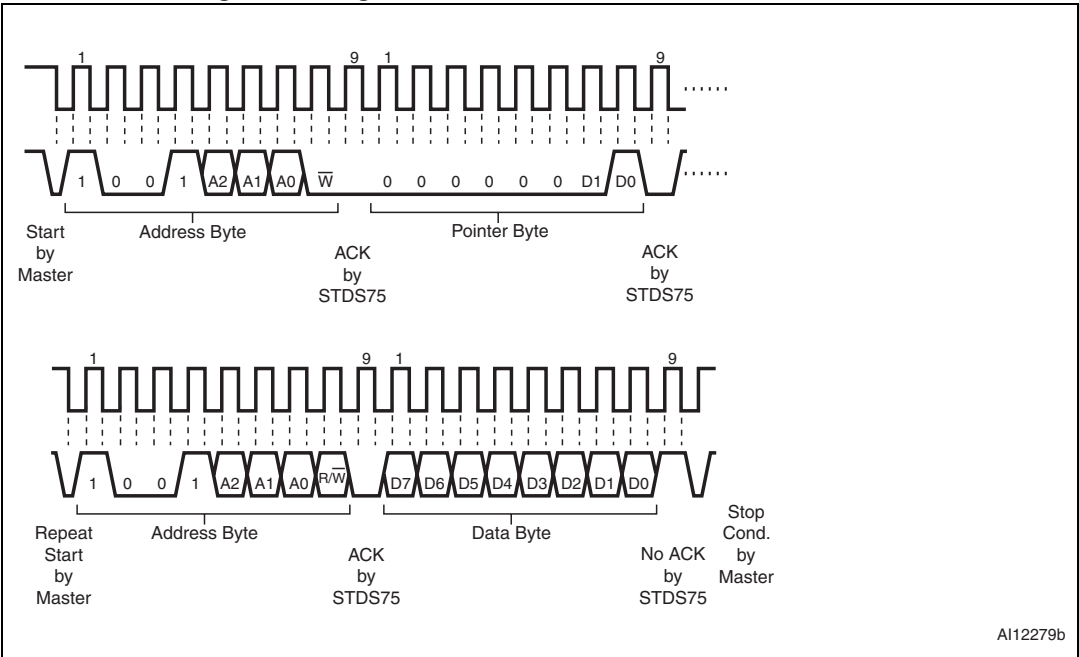 1 9 1 9
1 0 0 1 A2 A1 A0 W̅ 0 0 0 0 0 0 D1 D0
Start
by
Master
Address Byte
ACK
by
STDS75
Pointer Byte
ACK
by
STDS75
1 9 1 9
1 0 0 1 A2 A1 A0 R/W̅ D7 D6 D5 D4 D3 D2 D1 D0
Repeat
Start
by
Master
Address Byte
ACK
by
STDS75
Data Byte
No ACK
by
STDS75
Stop
Cond.
by
Master
AI12279b